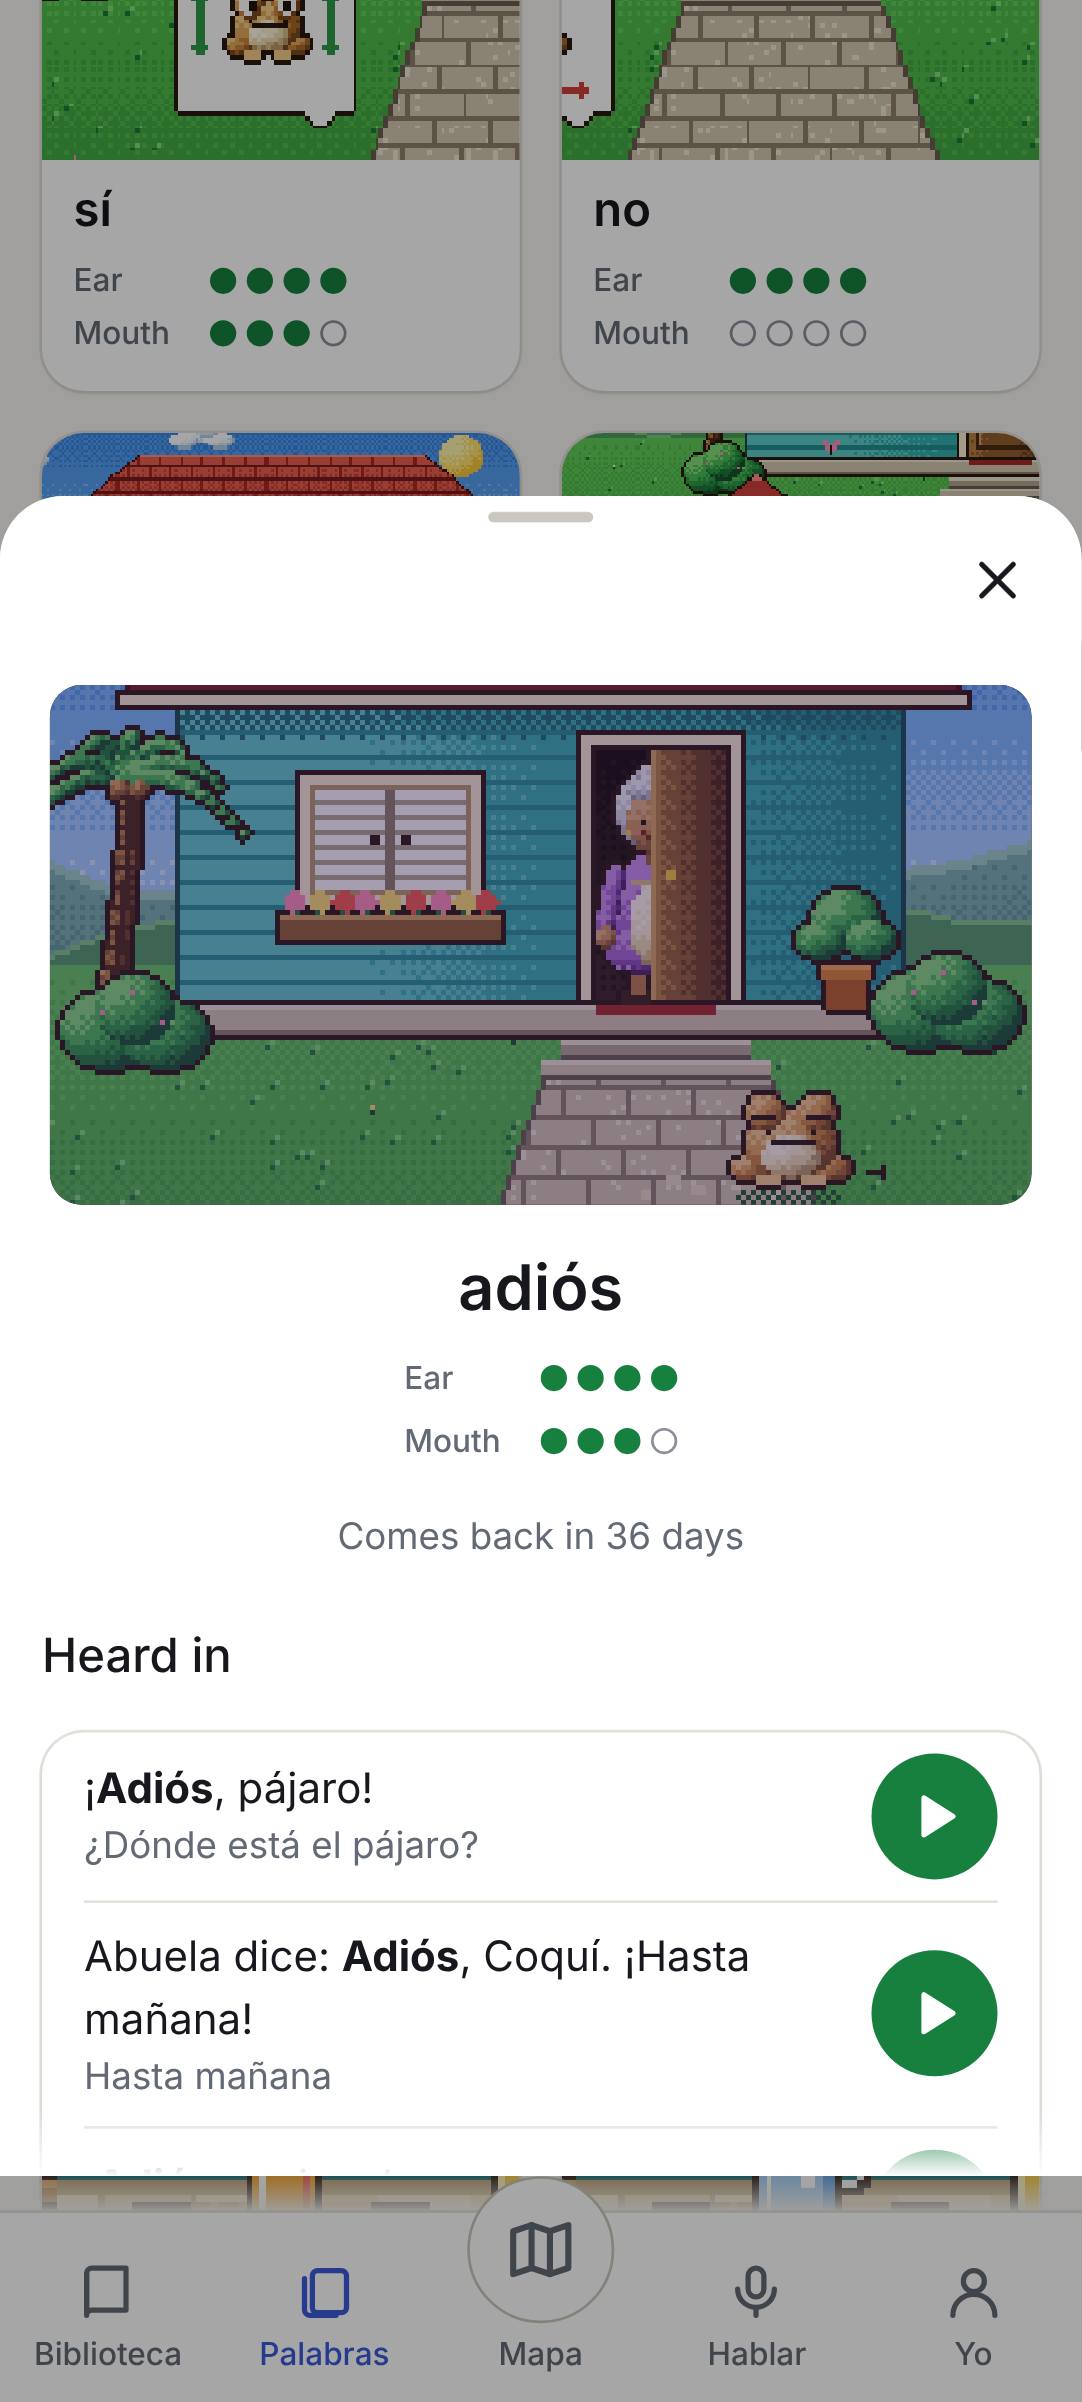 sí
no
Ear
Ear
Mouth
Mouth
adiós
Ear
Mouth
Comes back in 36 days
Heard in
¡Adiós, pájaro!
¿Dónde está el pájaro?
Abuela dice: Adiós, Coquí. ¡Hasta
mañana!
Hasta mañana
Biblioteca
Palabras
Mapa
Hablar
Yo